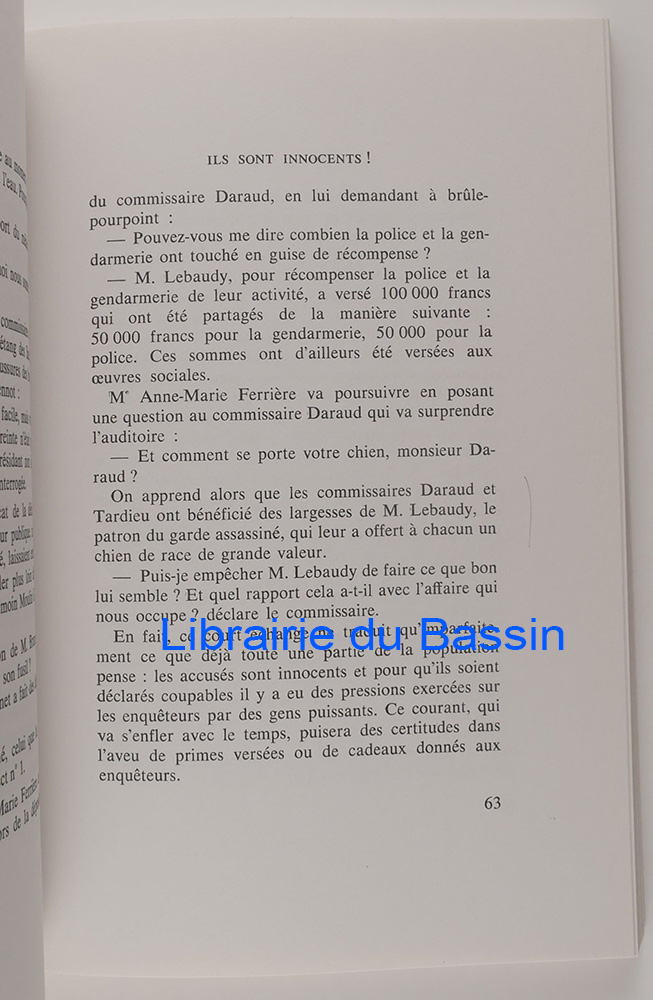 ILS SONT INNOCENTS !
du commissaire Daraud, en lui demandant à brûle-
pourpoint :
— Pouvez-vous me dire combien la police et la gen-
darmerie ont touché en guise de récompense ?
— M. Lebaudy, pour récompenser la police et la
gendarmerie de leur activité, a versé 100 000 francs
qui ont été partagés de la manière suivante :
50 000 francs pour la gendarmerie, 50 000 pour la
police. Ces sommes ont d'ailleurs été versées aux
œuvres sociales.
Mᵉ Anne-Marie Ferrière va poursuivre en posant
une question au commissaire Daraud qui va surprendre
l'auditoire :
— Et comment se porte votre chien, monsieur Da-
raud ?
On apprend alors que les commissaires Daraud et
Tardieu ont bénéficié des largesses de M. Lebaudy, le
patron du garde assassiné, qui leur a offert à chacun un
chien de race de grande valeur.
— Puis-je empêcher M. Lebaudy de faire ce que bon
lui semble ? Et quel rapport cela a-t-il avec l'affaire qui
nous occupe ? déclare le commissaire.
En fait, ce court échange ne traduit qu'imparfaite-
ment ce que déjà toute une partie de la population
pense : les accusés sont innocents et pour qu'ils soient
déclarés coupables il y a eu des pressions exercées sur
les enquêteurs par des gens puissants. Ce courant, qui
va s'enfler avec le temps, puisera des certitudes dans
l'aveu de primes versées ou de cadeaux donnés aux
enquêteurs.
63
Librairie du Bassin